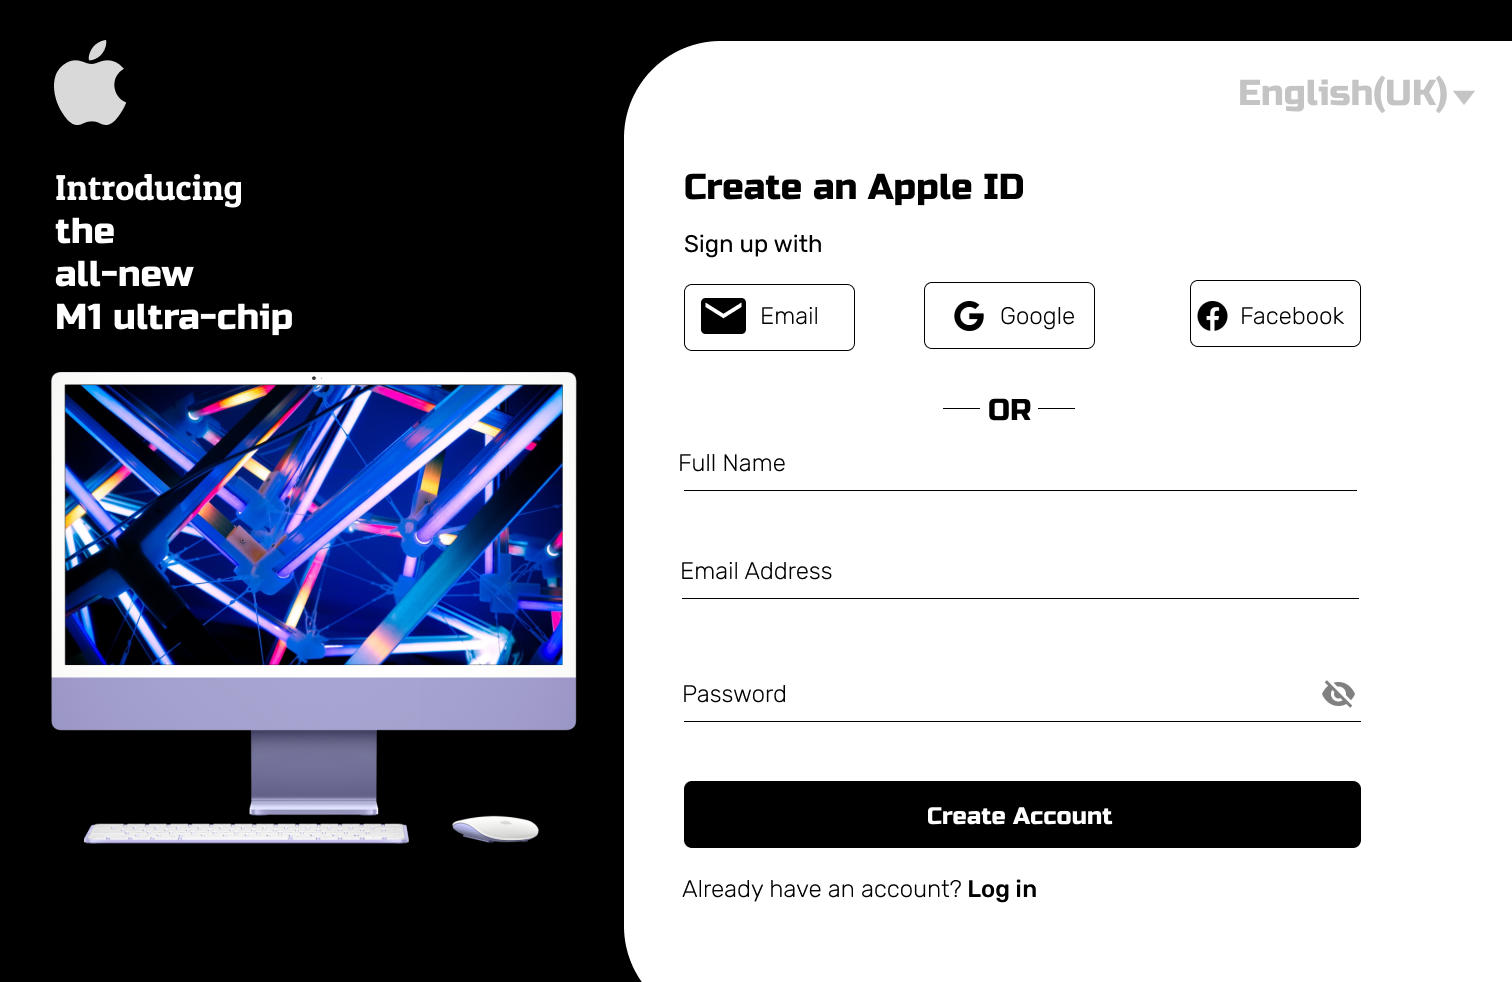 English(UK)
Introducing
the
all-new
M1 ultra-chip
Create an Apple ID
Sign up with
Email
Google
Facebook
OR
Full Name
Email Address
Password
Create Account
Already have an account? Log in